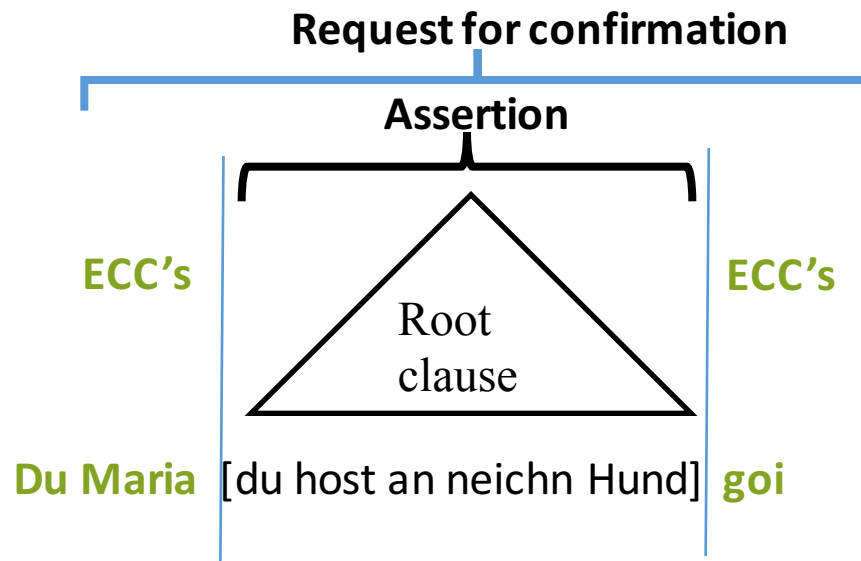 Request for confirmation
Assertion
ECC's
ECC's
Root
clause
Du Maria [du host an neichn Hund] goi